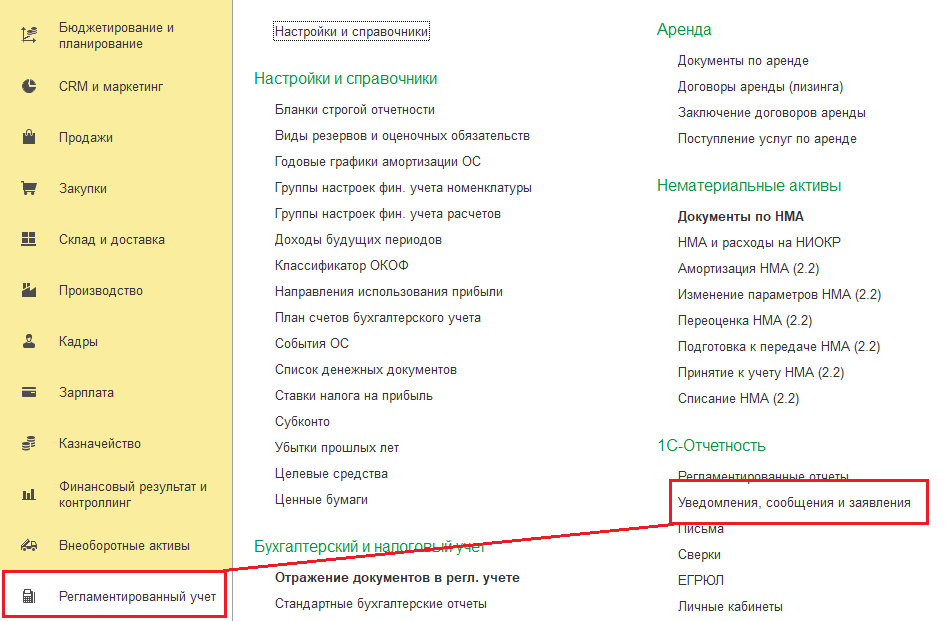 Бюджетирование и
планирование
CRM и маркетинг
Продажи
Закупки
Склад и доставка
Производство
Кадры
Зарплата
Казначейство
Финансовый результат и
контроллинг
Внеоборотные активы
Регламентированный учет
Настройки и справочники
Настройки и справочники
Бланки строгой отчетности
Виды резервов и оценочных обязательств
Годовые графики амортизации ОС
Группы настроек фин. учета номенклатуры
Группы настроек фин. учета расчетов
Доходы будущих периодов
Классификатор ОКОФ
Направления использования прибыли
План счетов бухгалтерского учета
События ОС
Список денежных документов
Ставки налога на прибыль
Субконто
Убытки прошлых лет
Целевые средства
Ценные бумаги
Бухгалтерский и налоговый учет
Отражение документов в регл. учете
Стандартные бухгалтерские отчеты
Аренда
Документы по аренде
Договоры аренды (лизинга)
Заключение договоров аренды
Поступление услуг по аренде
Нематериальные активы
Документы по НМА
НМА и расходы на НИОКР
Амортизация НМА (2.2)
Изменение параметров НМА (2.2)
Переоценка НМА (2.2)
Подготовка к передаче НМА (2.2)
Принятие к учету НМА (2.2)
Списание НМА (2.2)
1С-Отчетность
Регламентированные отчеты
Уведомления, сообщения и заявления
Письма
Сверки
ЕГРЮЛ
Личные кабинеты